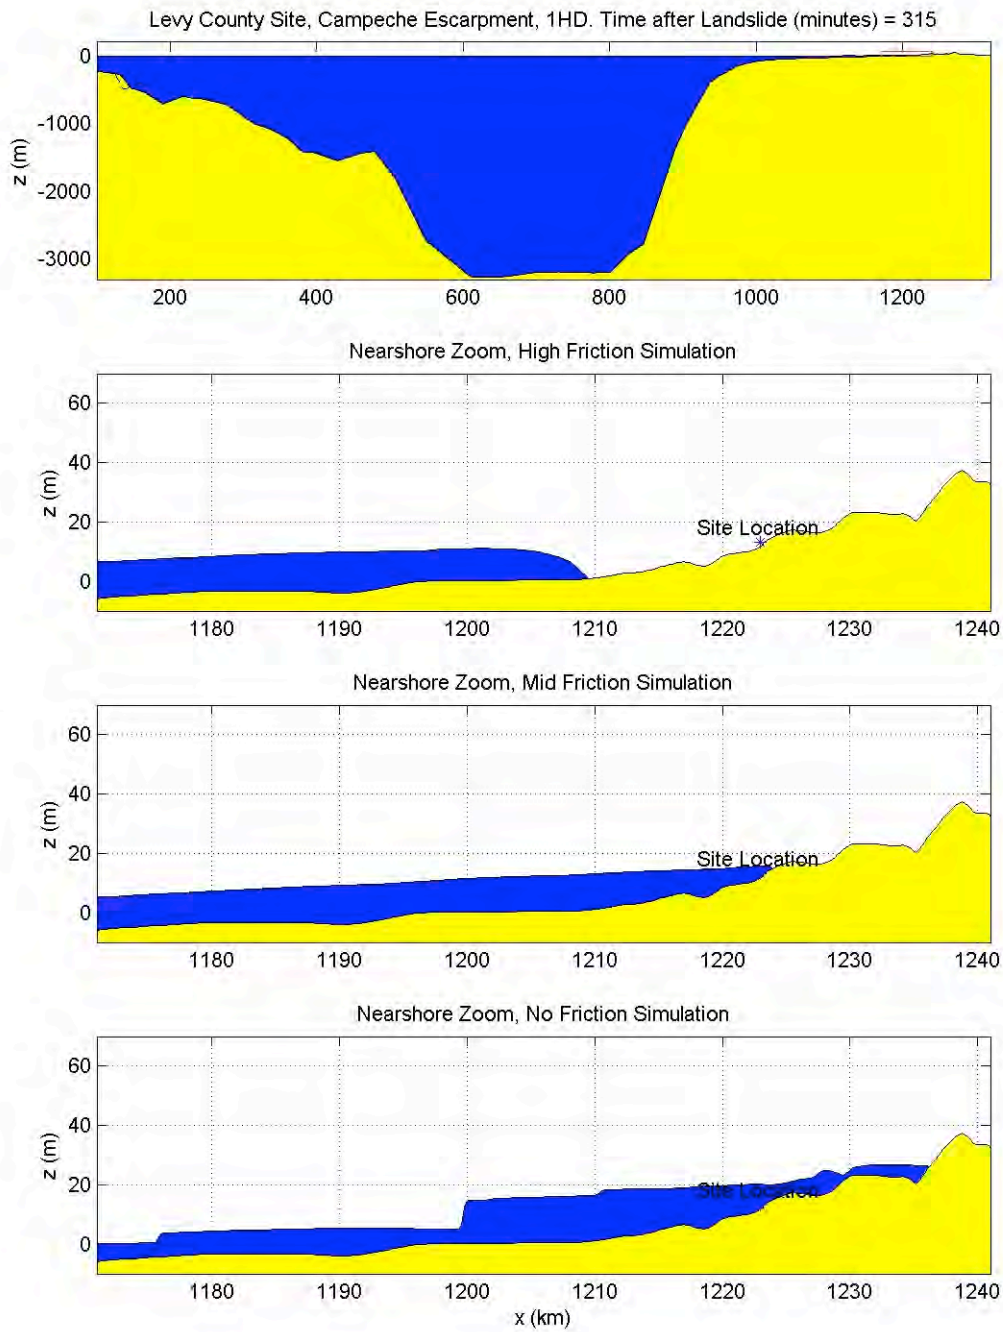 Levy County Site, Campeche Escarpment, 1HD. Time after Landslide (minutes) = 315
0
-1000
-2000
-3000
z (m)
200 400 600 800 1000 1200
Nearshore Zoom, High Friction Simulation
60
40
20
0
z (m)
Site Location
1180 1190 1200 1210 1220 1230 1240
Nearshore Zoom, Mid Friction Simulation
60
40
20
0
z (m)
Site Location
1180 1190 1200 1210 1220 1230 1240
Nearshore Zoom, No Friction Simulation
60
40
20
0
z (m)
Site Location
1180 1190 1200 1210 1220 1230 1240
x (km)